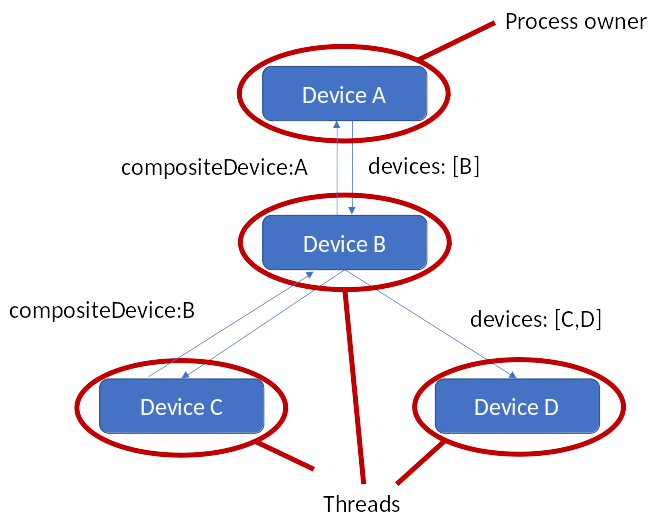 Process owner
Device A
compositeDevice:A
devices: [B]
Device B
compositeDevice:B
devices: [C,D]
Device C
Device D
Threads